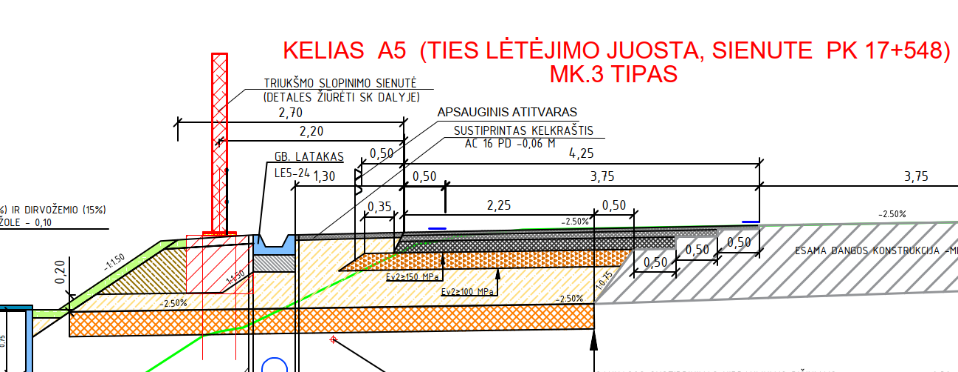 KELIAS A5 (TIES LĖTĖJIMO JUOSTA, SIENUTE PK 17+548)
MK.3 TIPAS
TRIUKŠMO SLOPINIMO SIENUTĖ
(DETALES ŽIŪRĖTI SK DALYJE)
2,70
APSAUGINIS ATITVARAS
2,20
SUSTIPRINTAS KELKRAŠTIS
AC 16 PD -0,06 M
GB. LATAKAS
LE5-24
0,50
4,25
1,30
0,50
3,75
3,75
%) IR DIRVOŽEMIO (15%)
ŽOLE - 0,10
0,35
2,25
0,50
-2.50%
-2.50%
0,50
0,50
0,50
ESAMA DANGOS KONSTRUKCIJA -
0,20
Ev2≥150 MPa
Ev2≥100 MPa
-2.50%
-2.50%
0,75